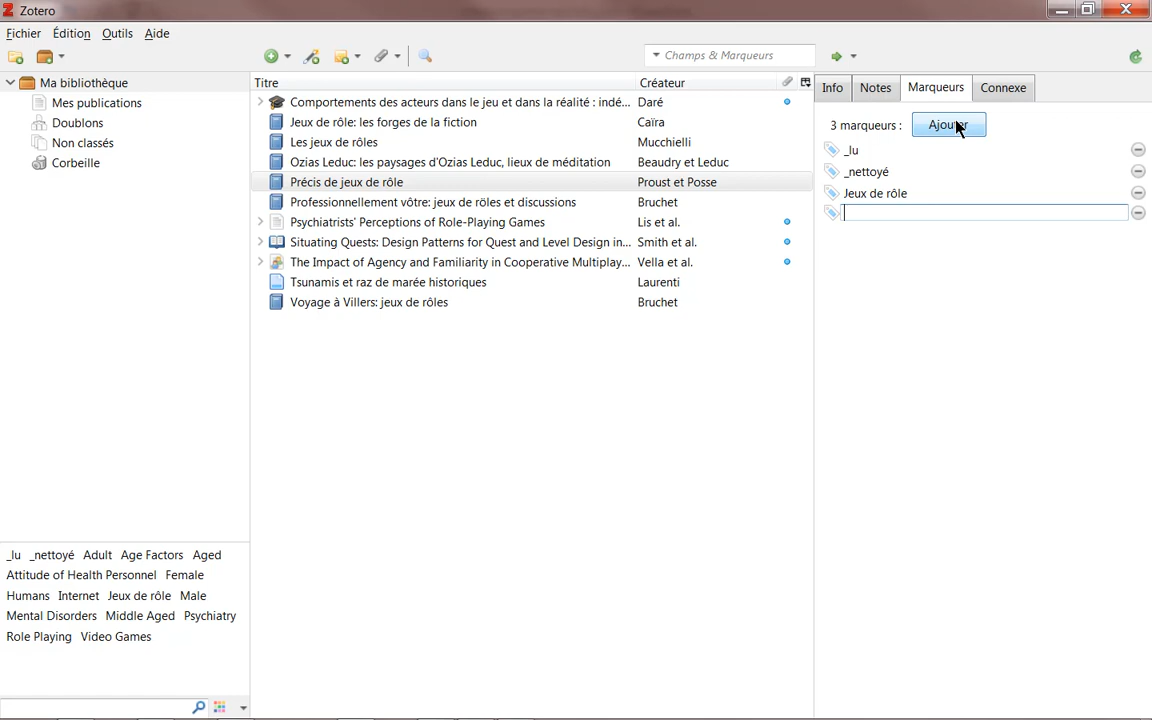 Zotero
Fichier Édition Outils Aide
Champs & Marqueurs
Ma bibliothèque
Mes publications
Doublons
Non classés
Corbeille
Titre Créateur
Comportements des acteurs dans le jeu et dans la réalité : indé... Daré
Jeux de rôle: les forges de la fiction Caïra
Les jeux de rôles Mucchielli
Ozias Leduc: les paysages d'Ozias Leduc, lieux de méditation Beaudry et Leduc
Précis de jeux de rôle Proust et Posse
Professionnellement vôtre: jeux de rôles et discussions Bruchet
Psychiatrists' Perceptions of Role-Playing Games Lis et al.
Situating Quests: Design Patterns for Quest and Level Design in... Smith et al.
The Impact of Agency and Familiarity in Cooperative Multiplay... Vella et al.
Tsunamis et raz de marée historiques Laurenti
Voyage à Villers: jeux de rôles Bruchet
Info Notes Marqueurs Connexe
3 marqueurs : Ajouter
_lu
_nettoyé
Jeux de rôle
_lu _nettoyé Adult Age Factors Aged
Attitude of Health Personnel Female
Humans Internet Jeux de rôle Male
Mental Disorders Middle Aged Psychiatry
Role Playing Video Games